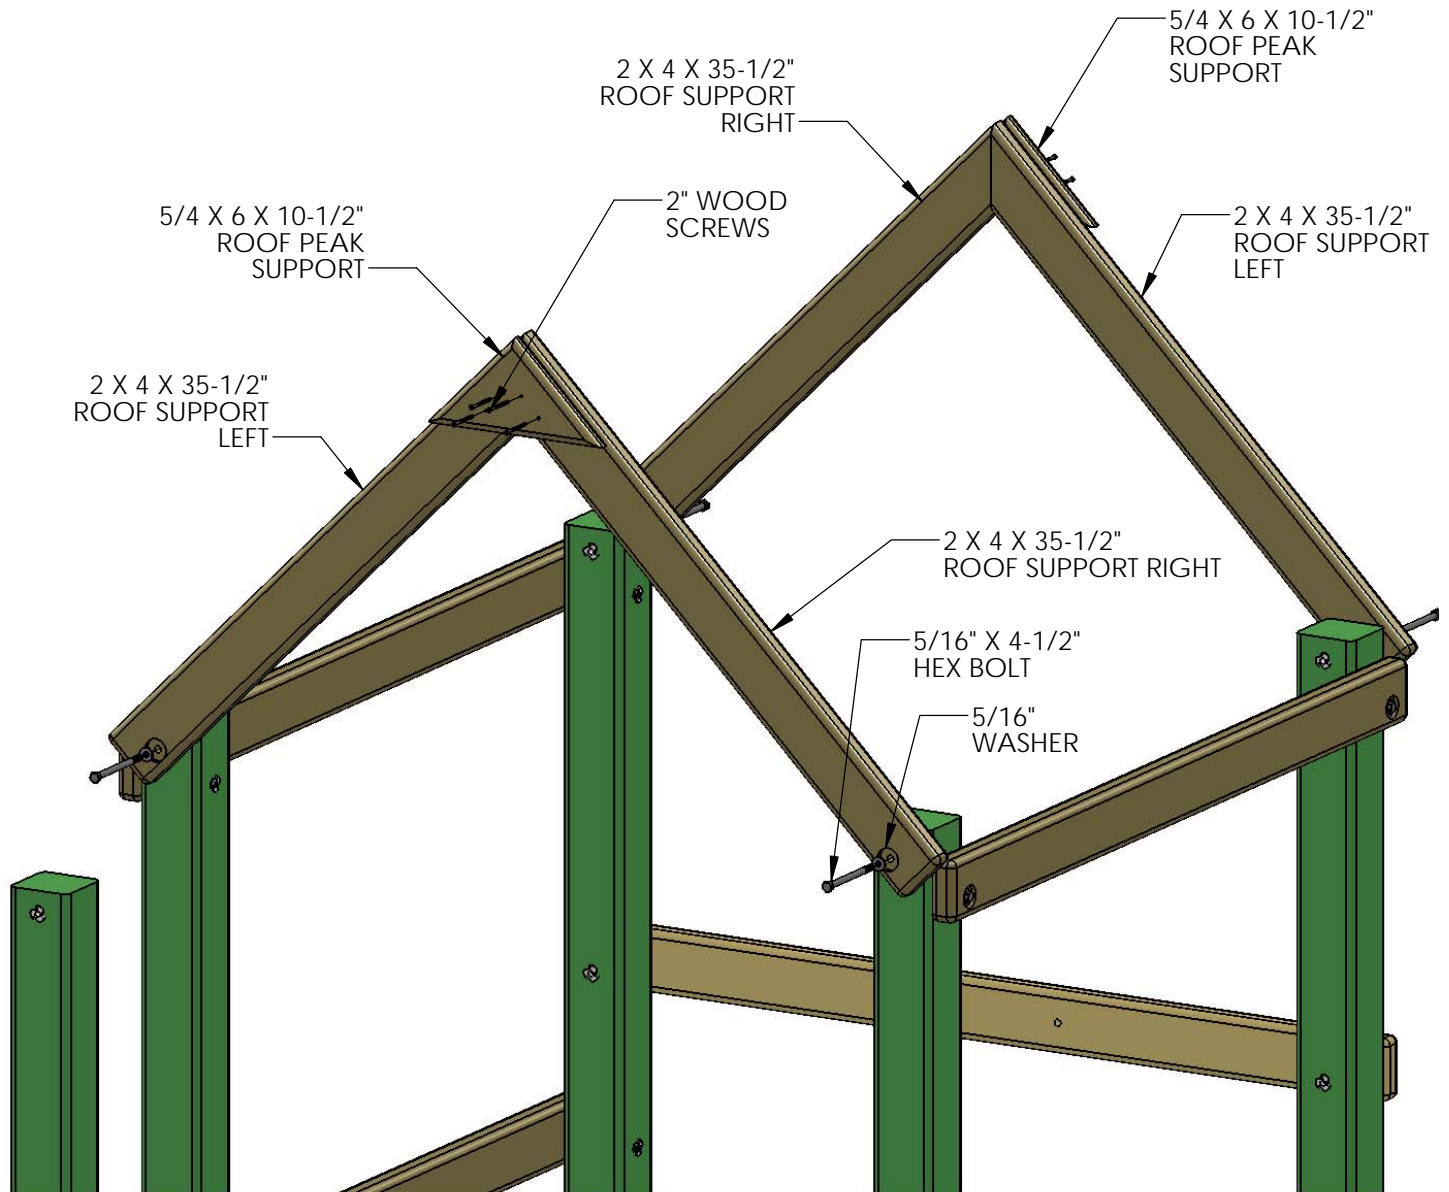 5/4 X 6 X 10-1/2"
ROOF PEAK
SUPPORT
2 X 4 X 35-1/2"
ROOF SUPPORT
RIGHT
2" WOOD
SCREWS
5/4 X 6 X 10-1/2"
ROOF PEAK
SUPPORT
2 X 4 X 35-1/2"
ROOF SUPPORT
LEFT
2 X 4 X 35-1/2"
ROOF SUPPORT
LEFT
2 X 4 X 35-1/2"
ROOF SUPPORT RIGHT
5/16" X 4-1/2"
HEX BOLT
5/16"
WASHER